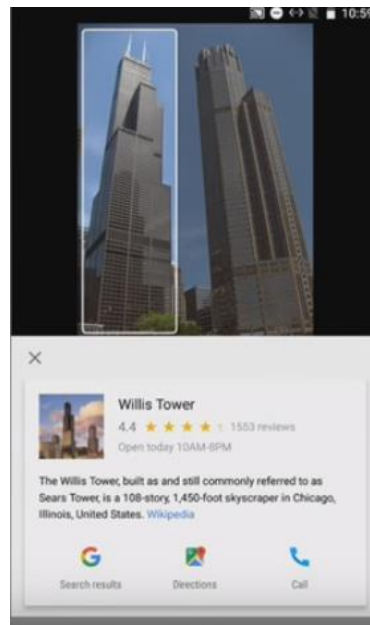 10:59
Willis Tower
4.4 1553 reviews
Open today 10AM-8PM
The Willis Tower, built as and still commonly referred to as
Sears Tower, is a 108-story, 1,450-foot skyscraper in Chicago,
Illinois, United States. Wikipedia
Search results Directions Call